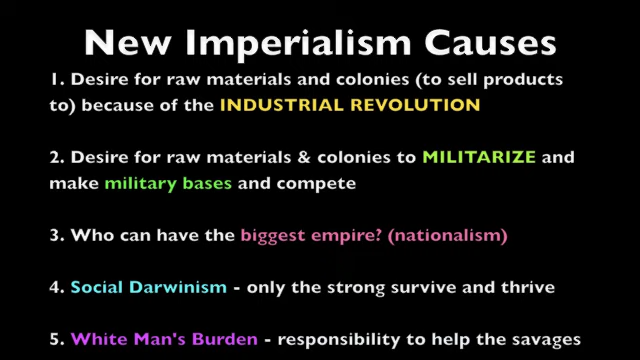 New Imperialism Causes
1. Desire for raw materials and colonies (to sell products
to) because of the INDUSTRIAL REVOLUTION
2. Desire for raw materials & colonies to MILITARIZE and
make military bases and compete
3. Who can have the biggest empire? (nationalism)
4. Social Darwinism - only the strong survive and thrive
5. White Man's Burden - responsibility to help the savages